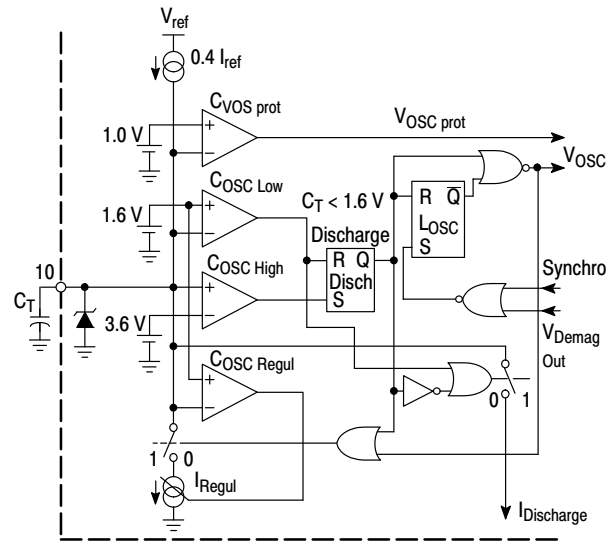 Vref
0.4 Iref
CVOS prot
1.0 V
VOSC prot
VOSC
COSC Low
1.6 V
CT < 1.6 V
R Q̅
LOSC
S
Discharge
R Q
Disch
S
10
CT
COSC High
3.6 V
Synchro
VDemag
Out
COSC Regul
0 1
1 0
IRegul
IDischarge